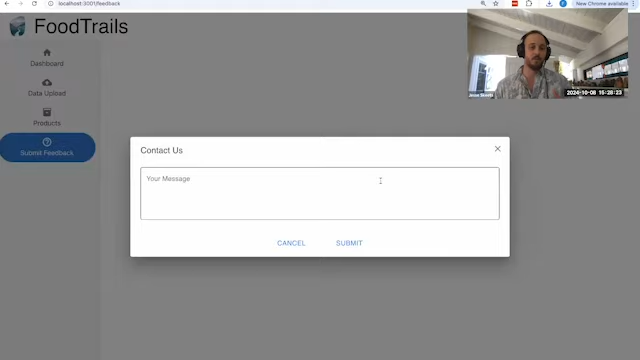 localhost:3001/feedback
New Chrome available
FoodTrails
Dashboard
Data Upload
Products
Submit Feedback
2024-10-08 15:28:23
Contact Us
Your Message
CANCEL
SUBMIT